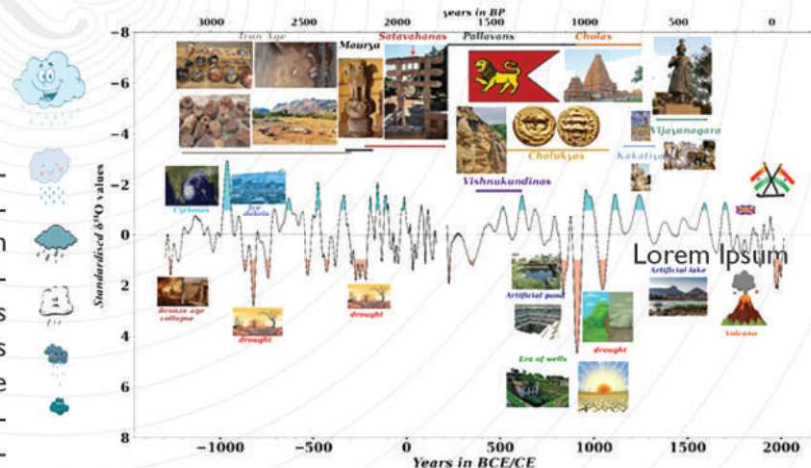 years in BP
3000 2500 2000 1500 1000 500 0
Iron Age
Maurya
Satavahanas
Pallavans
Cholas
Vijayanagara
Chalukyas
Kakatiyas
Vishnukundinas
Cyclones
Ice debris
−8
−6
−4
−2
0
2
4
6
8
Standardised δ¹⁸O values
n
s
s
e
Lorem Ipsum
Artificial lake
Artificial pond
Bronze age collapse
drought
drought
drought
Volcano
Era of wells
−1000 −500 0 500 1000 1500 2000
Years in BCE/CE